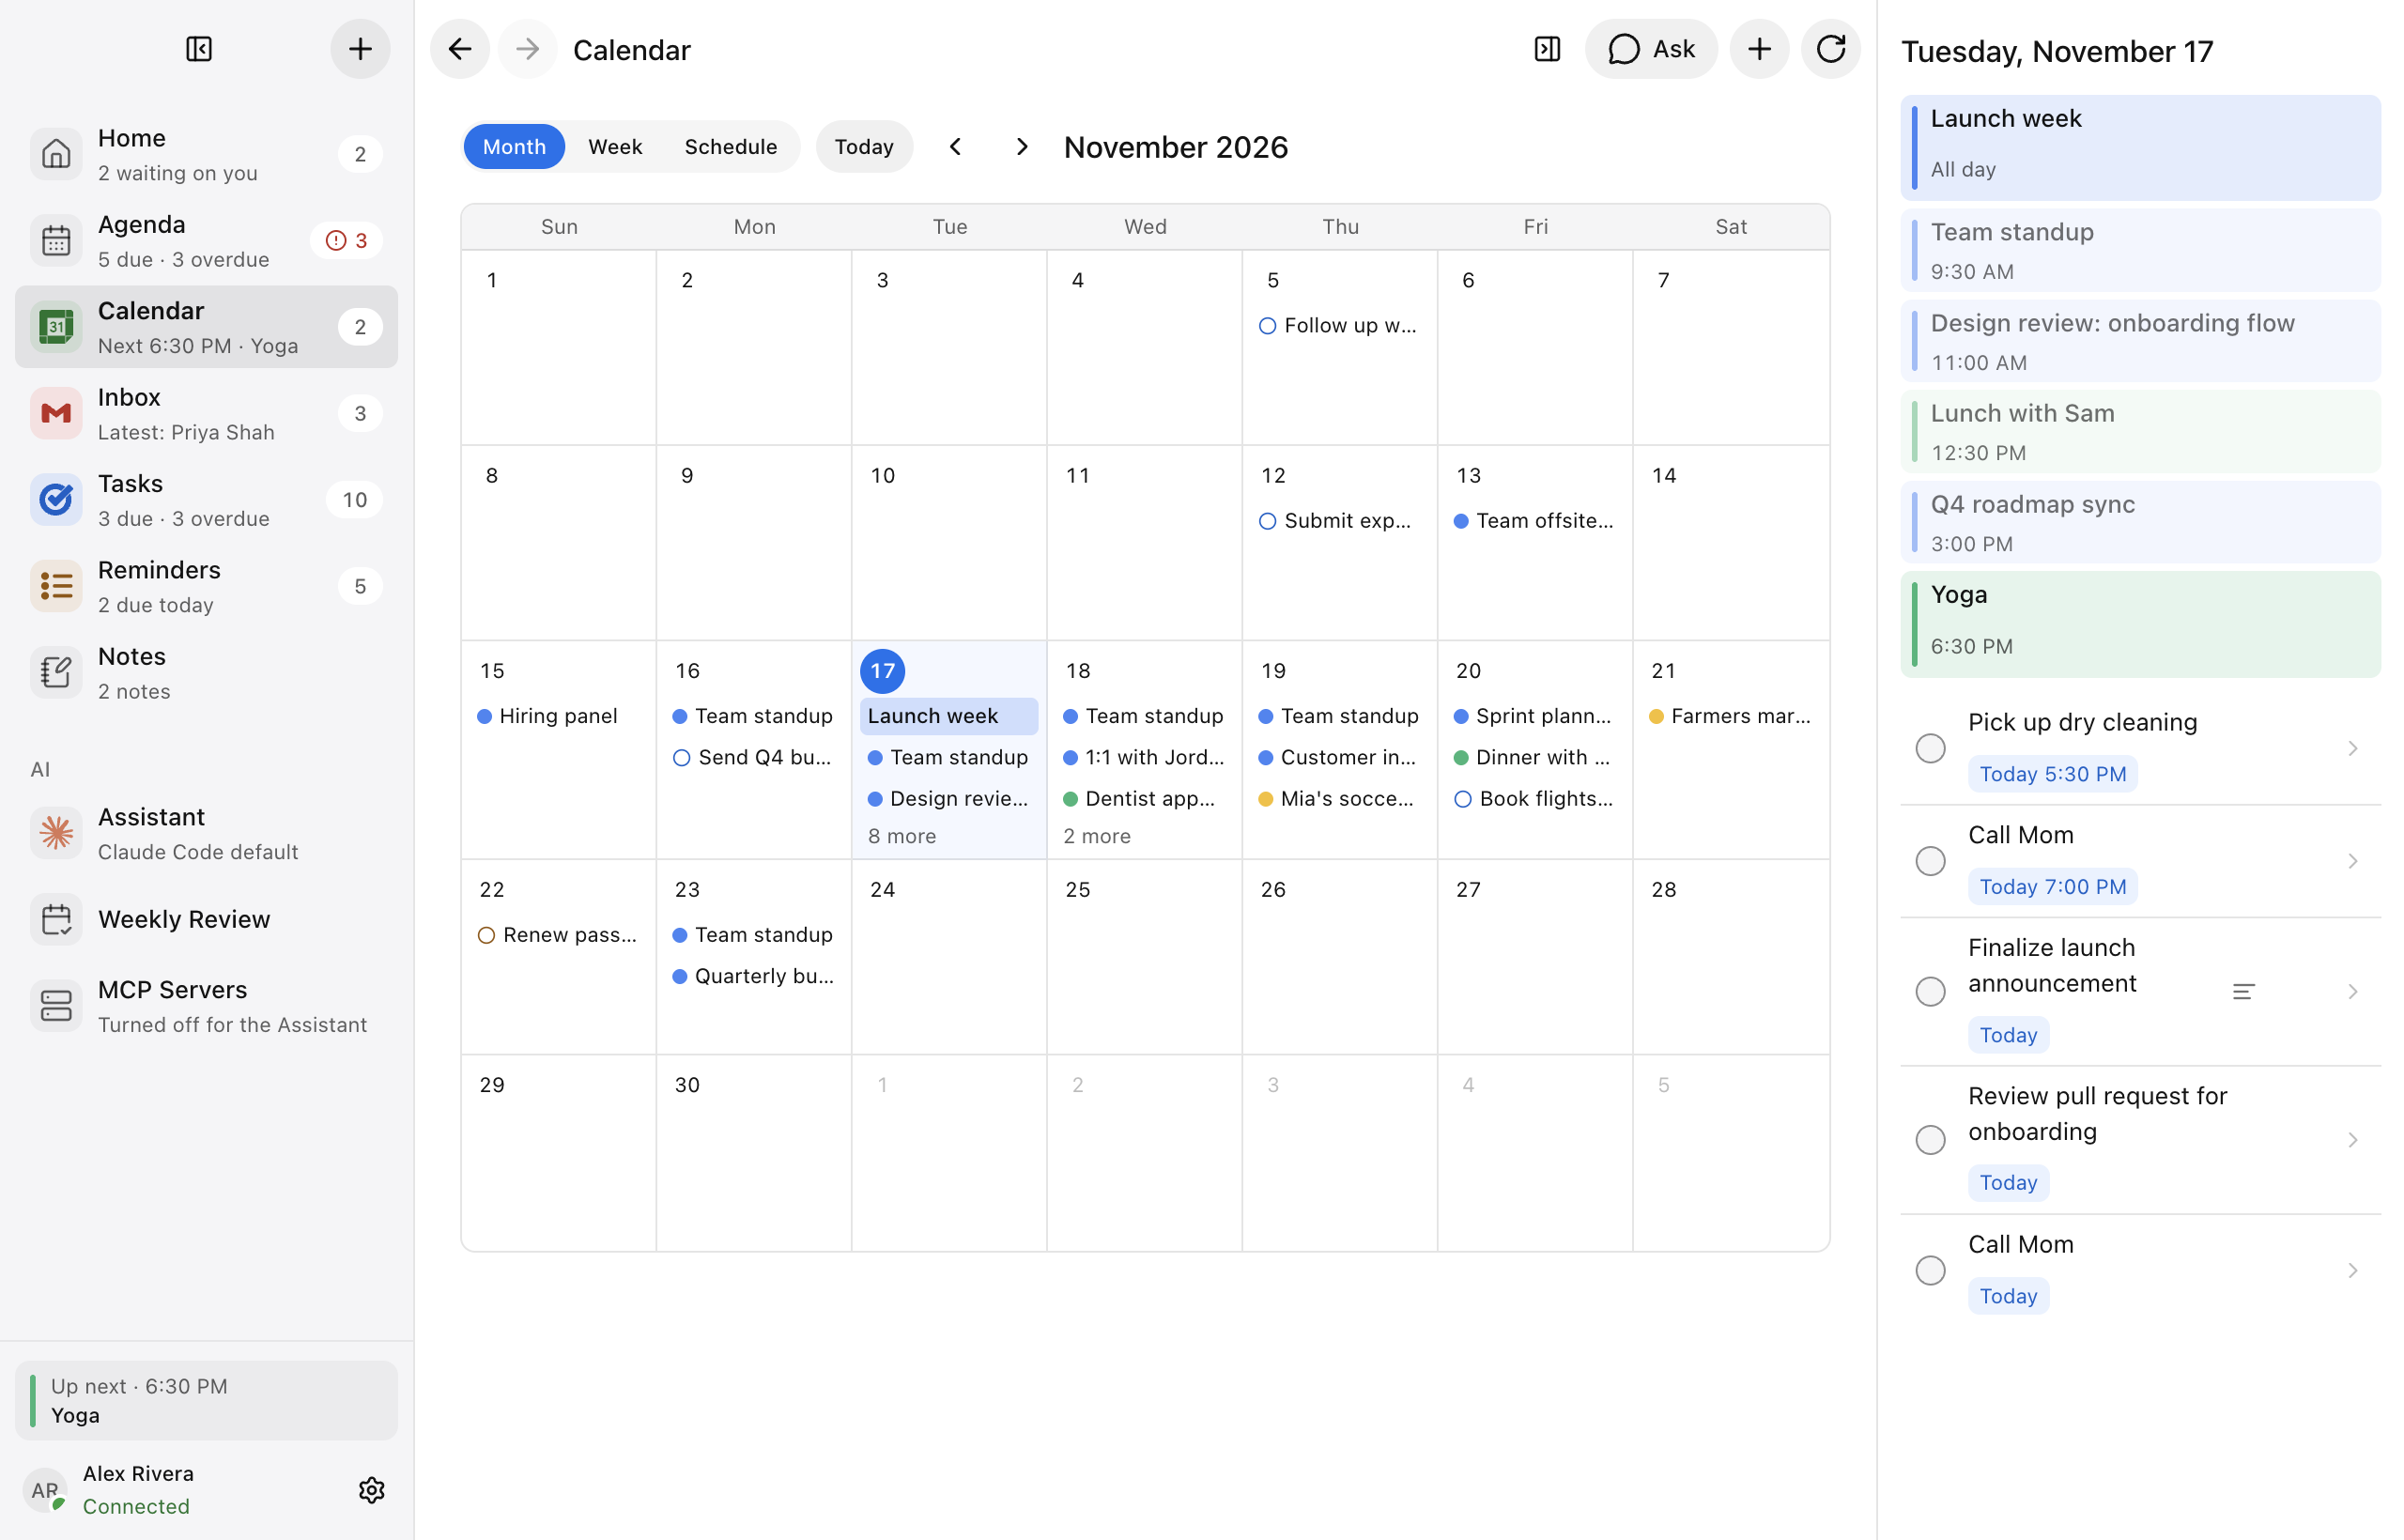 Home
2 waiting on you
2
Agenda
5 due · 3 overdue
3
Calendar
Next 6:30 PM · Yoga
2
31
Inbox
Latest: Priya Shah
3
Tasks
3 due · 3 overdue
10
Reminders
2 due today
5
Notes
2 notes
AI
Assistant
Claude Code default
Weekly Review
MCP Servers
Turned off for the Assistant
Up next · 6:30 PM
Yoga
AR
Alex Rivera
Connected
Calendar
Ask
Month Week Schedule Today November 2026
Sun Mon Tue Wed Thu Fri Sat
1 2 3 4 5 6 7
Follow up w...
8 9 10 11 12 13 14
Submit exp... Team offsite...
15 16 17 18 19 20 21
Hiring panel Team standup Launch week Team standup Team standup Sprint plann... Farmers mar...
Send Q4 bu... Team standup 1:1 with Jord... Customer in... Dinner with ...
Design revie... Dentist app... Mia's socce... Book flights...
8 more 2 more
22 23 24 25 26 27 28
Renew pass... Team standup
Quarterly bu...
29 30 1 2 3 4 5
Tuesday, November 17
Launch week
All day
Team standup
9:30 AM
Design review: onboarding flow
11:00 AM
Lunch with Sam
12:30 PM
Q4 roadmap sync
3:00 PM
Yoga
6:30 PM
Pick up dry cleaning
Today 5:30 PM
Call Mom
Today 7:00 PM
Finalize launch
announcement
Today
Review pull request for
onboarding
Today
Call Mom
Today